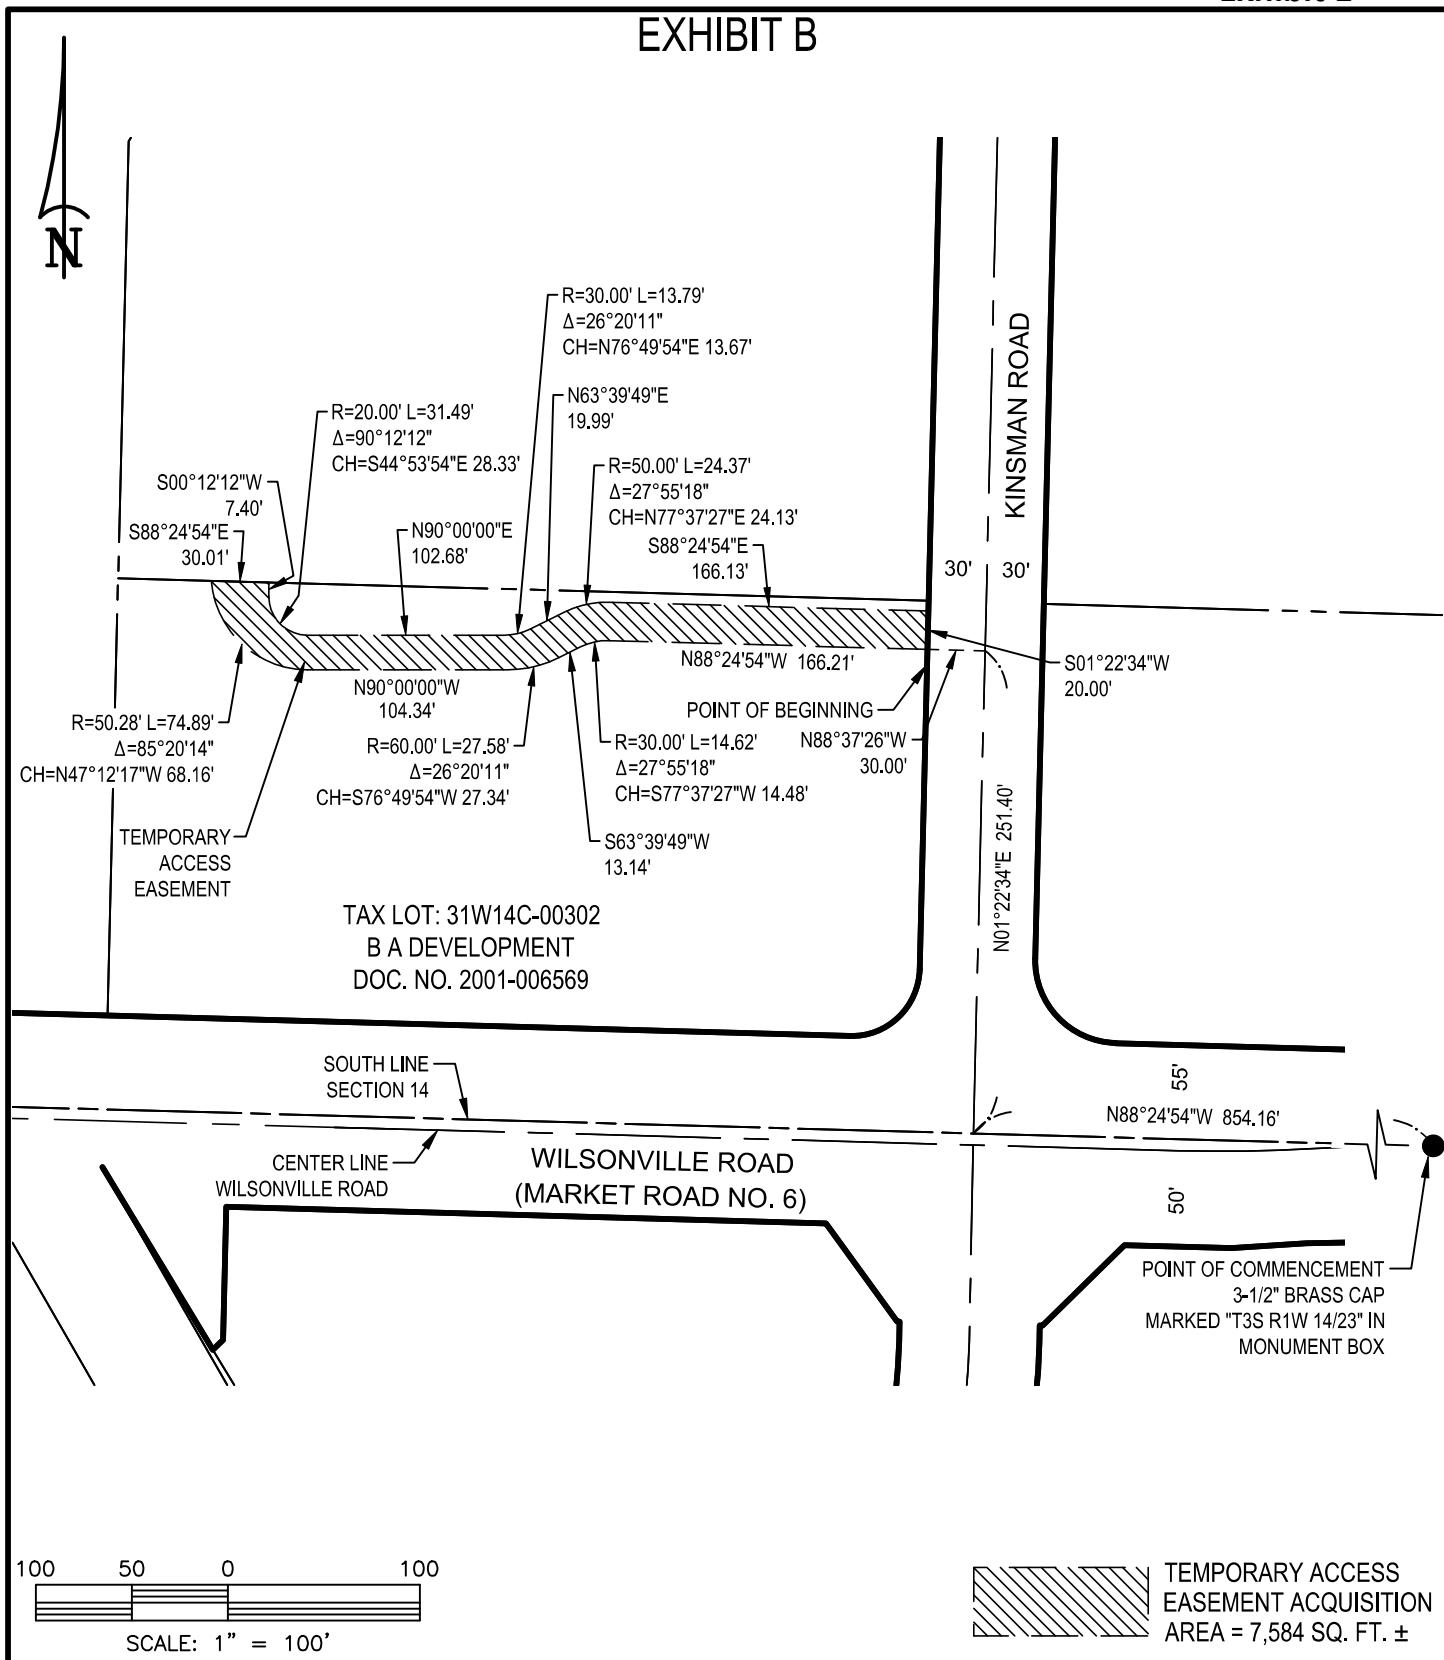 EXHIBIT B
N
R=30.00' L=13.79'
Δ=26°20'11"
CH=N76°49'54"E 13.67'
N63°39'49"E
19.99'
R=20.00' L=31.49'
Δ=90°12'12"
CH=S44°53'54"E 28.33'
R=50.00' L=24.37'
Δ=27°55'18"
CH=N77°37'27"E 24.13'
S00°12'12"W
7.40'
S88°24'54"E
30.01'
N90°00'00"E
102.68'
S88°24'54"E
166.13'
KINSMAN ROAD
30'
30'
N88°24'54"W 166.21'
S01°22'34"W
20.00'
N90°00'00"W
104.34'
POINT OF BEGINNING
R=50.28' L=74.89'
Δ=85°20'14"
CH=N47°12'17"W 68.16'
R=60.00' L=27.58'
Δ=26°20'11"
CH=S76°49'54"W 27.34'
R=30.00' L=14.62'
Δ=27°55'18"
CH=S77°37'27"W 14.48'
N88°37'26"W
30.00'
N01°22'34"E 251.40'
TEMPORARY
ACCESS
EASEMENT
S63°39'49"W
13.14'
TAX LOT: 31W14C-00302
B A DEVELOPMENT
DOC. NO. 2001-006569
SOUTH LINE
SECTION 14
55'
N88°24'54"W 854.16'
CENTER LINE
WILSONVILLE ROAD
WILSONVILLE ROAD
(MARKET ROAD NO. 6)
50'
POINT OF COMMENCEMENT
3-1/2" BRASS CAP
MARKED "T3S R1W 14/23" IN
MONUMENT BOX
100 50 0 100
SCALE: 1" = 100'
TEMPORARY ACCESS
EASEMENT ACQUISITION
AREA = 7,584 SQ. FT. ±